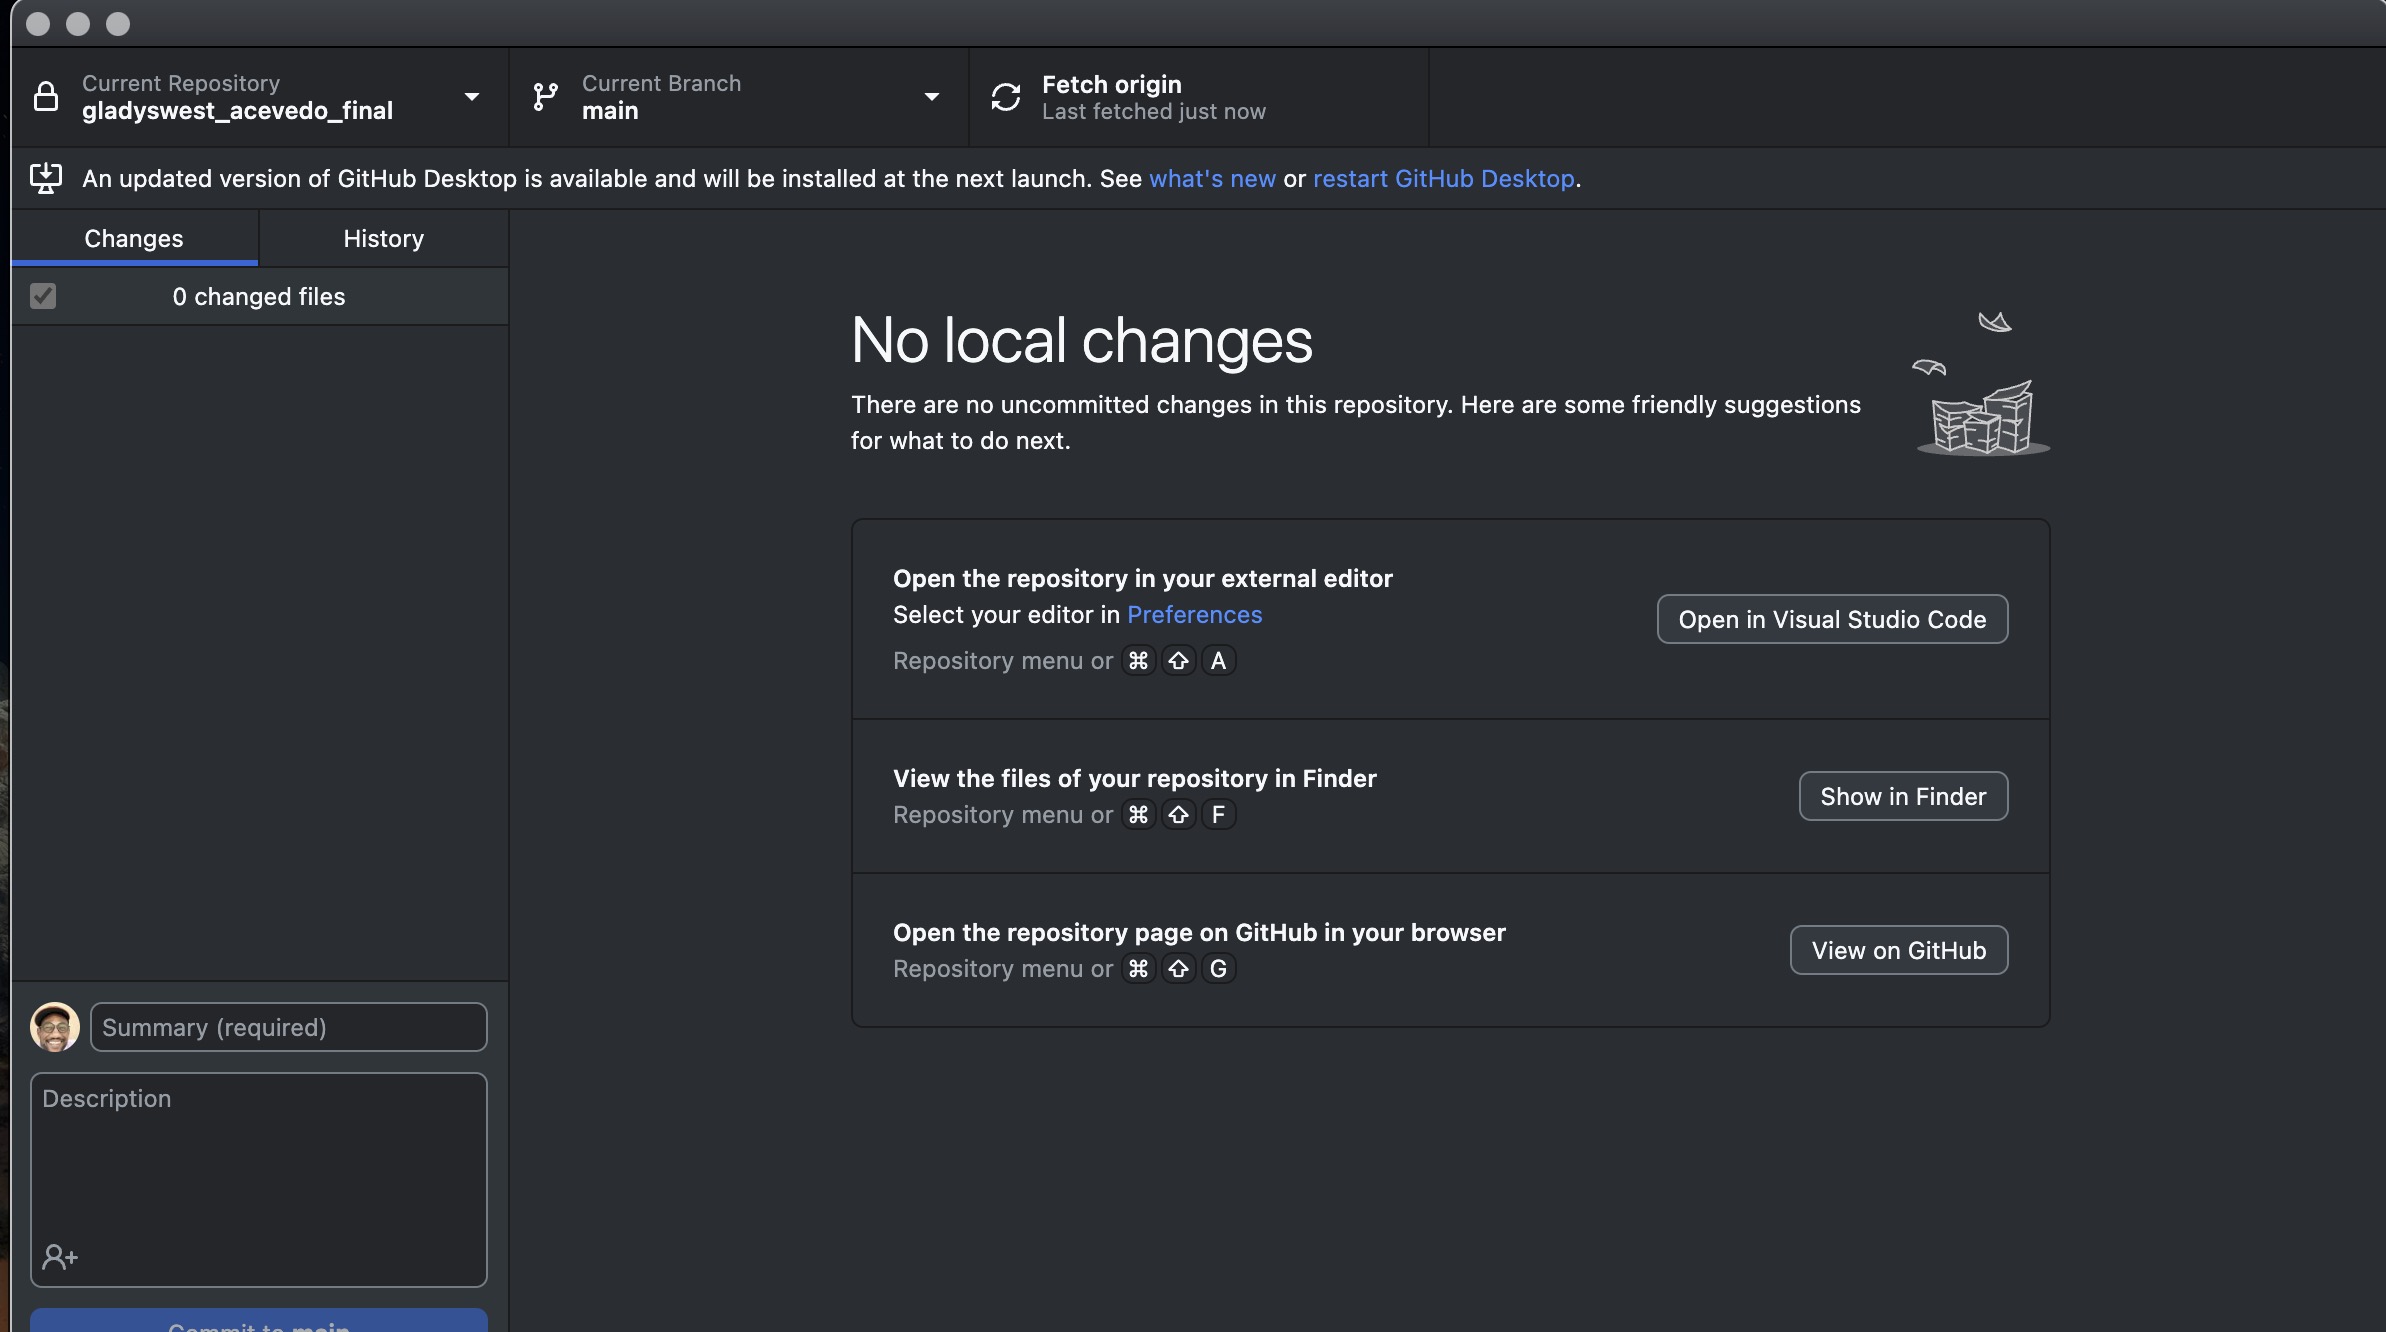 Current Repository
gladyswest_acevedo_final
Current Branch
main
Fetch origin
Last fetched just now
An updated version of GitHub Desktop is available and will be installed at the next launch. See what's new or restart GitHub Desktop.
Changes
History
0 changed files
No local changes
There are no uncommitted changes in this repository. Here are some friendly suggestions
for what to do next.
Open the repository in your external editor
Select your editor in Preferences
Repository menu or ⌘ ⇧ A
Open in Visual Studio Code
View the files of your repository in Finder
Repository menu or ⌘ ⇧ F
Show in Finder
Open the repository page on GitHub in your browser
Repository menu or ⌘ ⇧ G
View on GitHub
Summary (required)
Description
Commit to main